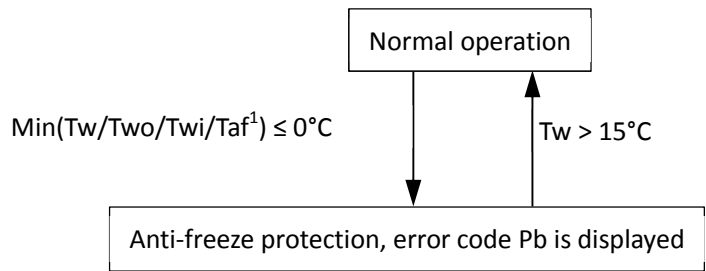 Normal operation
Min(Tw/Two/Twi/Taf¹) ≤ 0°C
Tw > 15°C
Anti-freeze protection, error code Pb is displayed